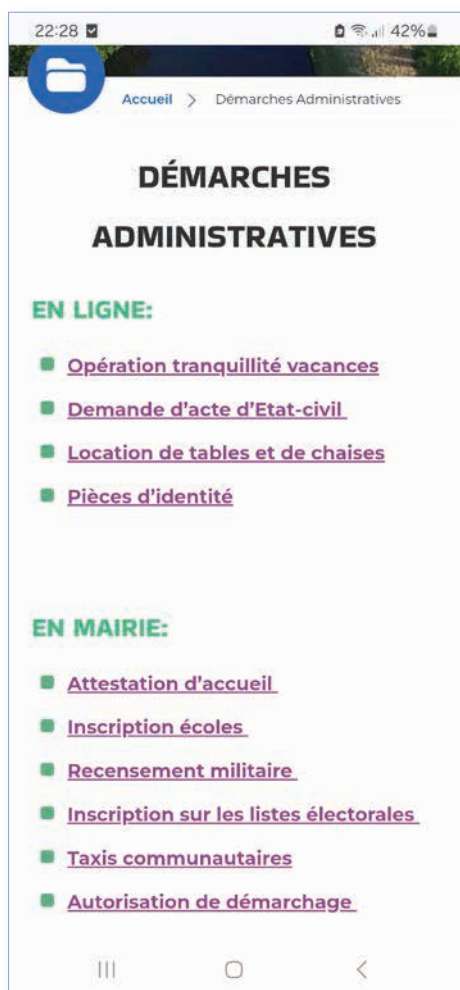 22:28 42%
Accueil > Démarches Administratives
DÉMARCHES
ADMINISTRATIVES
EN LIGNE:
Opération tranquillité vacances
Demande d'acte d'Etat-civil
Location de tables et de chaises
Pièces d'identité
EN MAIRIE:
Attestation d'accueil
Inscription écoles
Recensement militaire
Inscription sur les listes électorales
Taxis communautaires
Autorisation de démarchage